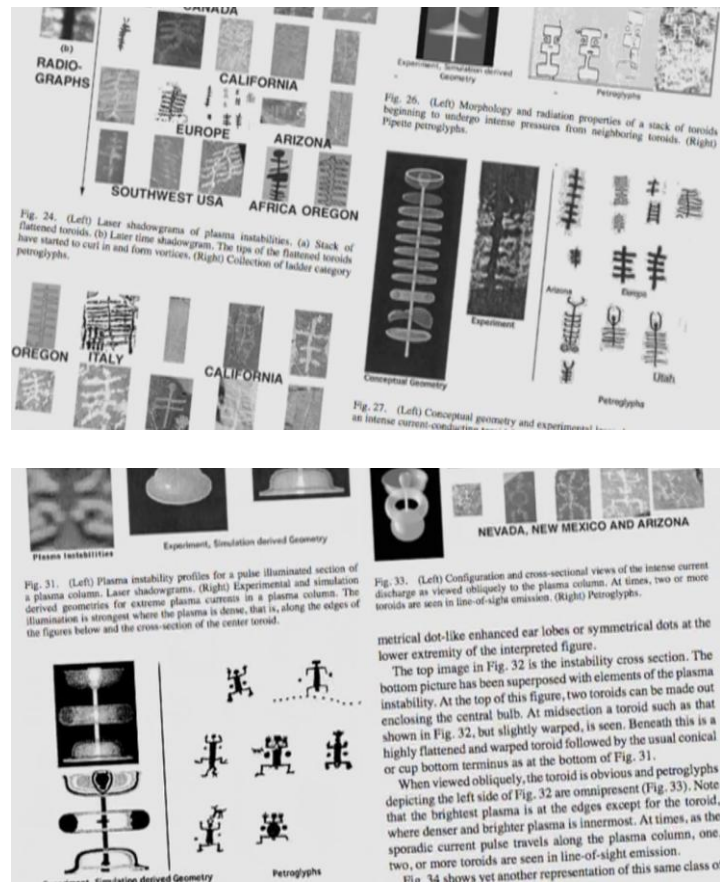 CANADA
(b)
RADIO-
GRAPHS
CALIFORNIA
EUROPE
ARIZONA
SOUTHWEST USA
AFRICA OREGON
Fig. 24. (Left) Laser shadowgrams of plasma instabilities. (a) Stack of
flattened toroids. (b) Later time shadowgram. The tips of the flattened toroids
have started to curl in and form vortices. (Right) Collection of ladder category
petroglyphs.
OREGON
ITALY
CALIFORNIA
Experiment, Simulation derived
Geometry
Petroglyphs
Fig. 26. (Left) Morphology and radiation properties of a stack of toroids
beginning to undergo intense pressures from neighboring toroids. (Right)
Pipette petroglyphs.
Conceptual Geometry
Experiment
Arizona
Europe
Utah
Petroglyphs
Fig. 27. (Left) Conceptual geometry and experimental
an intense current-conducting
Plasma Instabilities
Experiment, Simulation derived Geometry
Fig. 31. (Left) Plasma instability profiles for a pulse illuminated section of
a plasma column. Laser shadowgrams. (Right) Experimental and simulation
derived geometries for extreme plasma currents in a plasma column. The
illumination is strongest where the plasma is dense, that is, along the edges of
the figures below and the cross-section of the center toroid.
Simulation derived Geometry
Petroglyphs
NEVADA, NEW MEXICO AND ARIZONA
Fig. 33. (Left) Configuration and cross-sectional views of the intense current
discharge as viewed obliquely to the plasma column. At times, two or more
toroids are seen in line-of-sight emission. (Right) Petroglyphs.
metrical dot-like enhanced ear lobes or symmetrical dots at the
lower extremity of the interpreted figure.
The top image in Fig. 32 is the instability cross section. The
bottom picture has been superposed with elements of the plasma
instability. At the top of this figure, two toroids can be made out
enclosing the central bulb. At midsection a toroid such as that
shown in Fig. 32, but slightly warped, is seen. Beneath this is a
highly flattened and warped toroid followed by the usual conical
or cup bottom terminus as at the bottom of Fig. 31.
When viewed obliquely, the toroid is obvious and petroglyphs
depicting the left side of Fig. 32 are omnipresent (Fig. 33). Note
that the brightest plasma is at the edges except for the toroid,
where denser and brighter plasma is innermost. At times, as the
sporadic current pulse travels along the plasma column, one,
two, or more toroids are seen in line-of-sight emission.
Fig. 34 shows yet another representation of this same class of